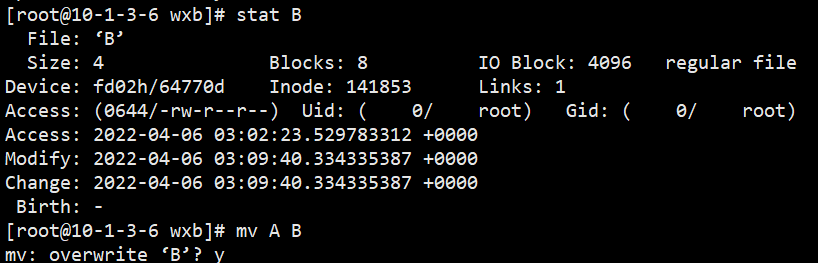 [root@10-1-3-6 wxb]# stat B
  File: ‘B’
  Size: 4               Blocks: 8          IO Block: 4096   regular file
Device: fd02h/64770d    Inode: 141853      Links: 1
Access: (0644/-rw-r--r--)  Uid: (    0/    root)   Gid: (    0/    root)
Access: 2022-04-06 03:02:23.529783312 +0000
Modify: 2022-04-06 03:09:40.334335387 +0000
Change: 2022-04-06 03:09:40.334335387 +0000
 Birth: -
[root@10-1-3-6 wxb]# mv A B
mv: overwrite ‘B’? y